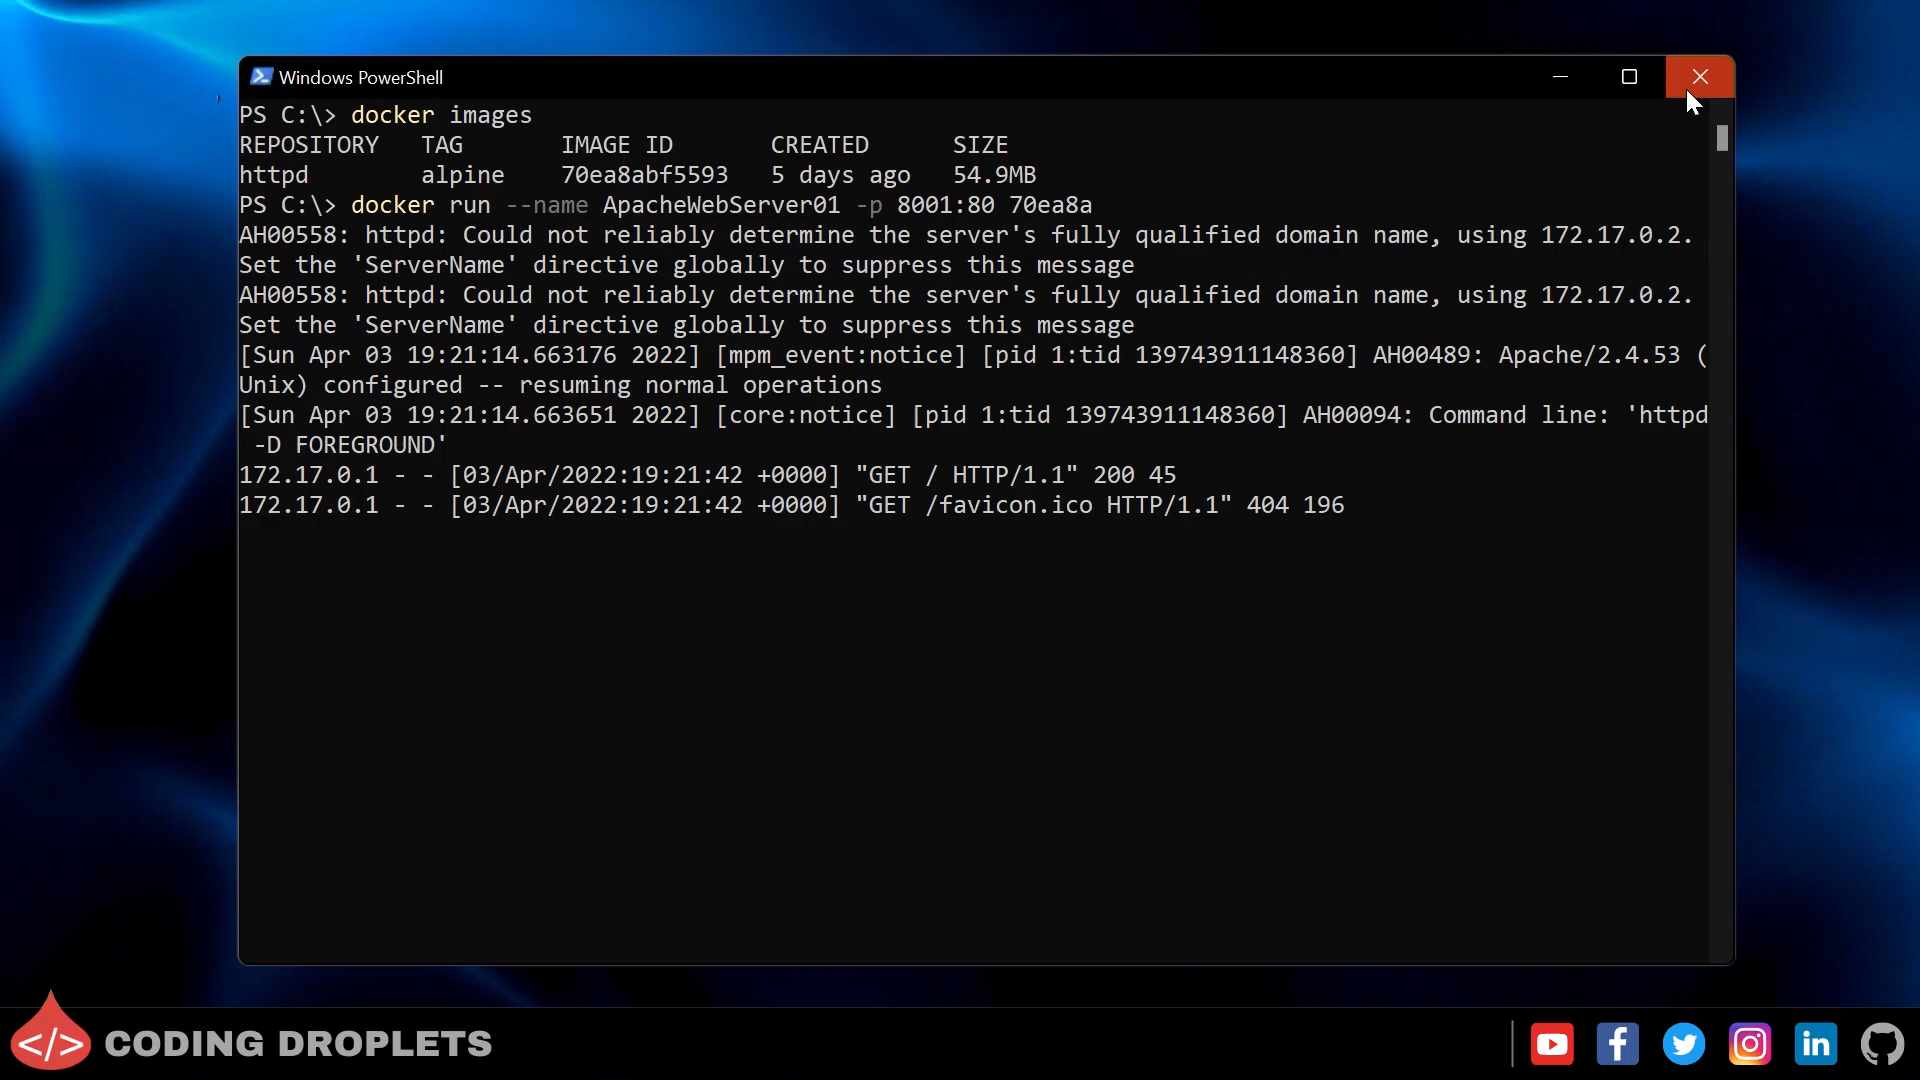 Windows PowerShell
PS C:\> docker images
REPOSITORY   TAG       IMAGE ID       CREATED      SIZE
httpd        alpine    70ea8abf5593   5 days ago   54.9MB
PS C:\> docker run --name ApacheWebServer01 -p 8001:80 70ea8a
AH00558: httpd: Could not reliably determine the server's fully qualified domain name, using 172.17.0.2.
Set the 'ServerName' directive globally to suppress this message
AH00558: httpd: Could not reliably determine the server's fully qualified domain name, using 172.17.0.2.
Set the 'ServerName' directive globally to suppress this message
[Sun Apr 03 19:21:14.663176 2022] [mpm_event:notice] [pid 1:tid 139743911148360] AH00489: Apache/2.4.53 (
Unix) configured -- resuming normal operations
[Sun Apr 03 19:21:14.663651 2022] [core:notice] [pid 1:tid 139743911148360] AH00094: Command line: 'httpd
 -D FOREGROUND'
172.17.0.1 - - [03/Apr/2022:19:21:42 +0000] "GET / HTTP/1.1" 200 45
172.17.0.1 - - [03/Apr/2022:19:21:42 +0000] "GET /favicon.ico HTTP/1.1" 404 196
</> CODING DROPLETS